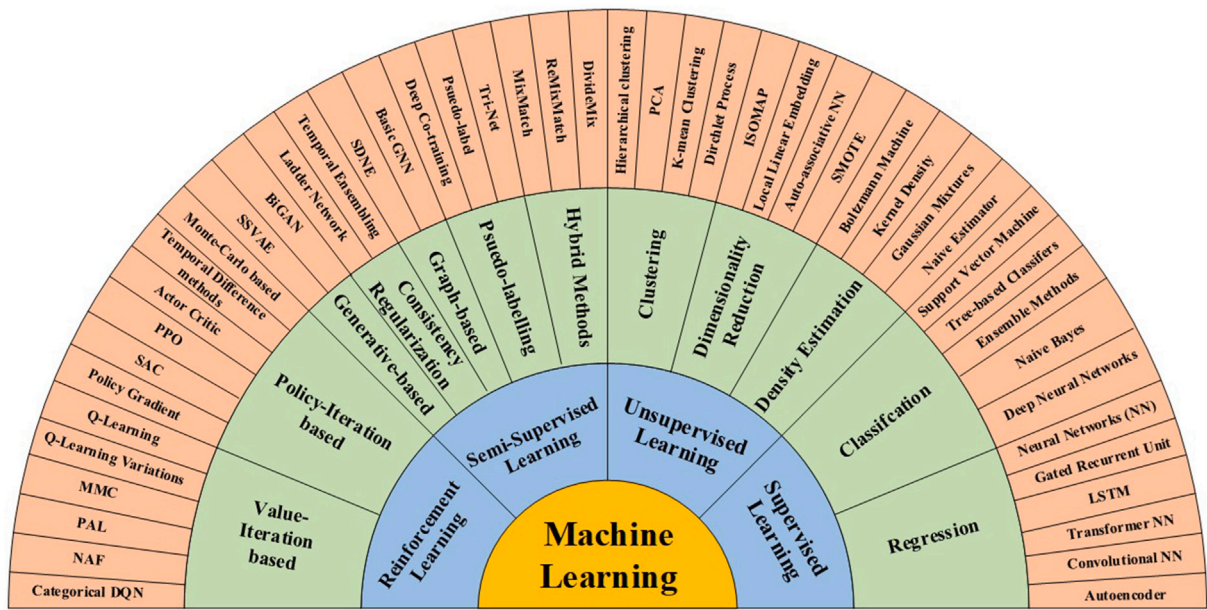 Machine
Learning
Reinforcement
Learning
Semi-Supervised
Learning
Unsupervised
Learning
Supervised
Learning
Value-
Iteration
based
Policy-Iteration
based
Generative-based
Consistency
Regularization
Graph-based
Psuedo-labelling
Hybrid Methods
Clustering
Dimensionality
Reduction
Density Estimation
Classifcation
Regression
Categorical DQN
NAF
PAL
MMC
Q-Learning Variations
Q-Learning
Policy Gradient
SAC
PPO
Actor Critic
Temporal Difference
methods
Monte-Carlo based
SSVAE
BiGAN
Ladder Network
Temporal Ensembling
SDNE
Basic GNN
Deep Co-training
Psuedo-label
Tri-Net
MixMatch
ReMixMatch
DivideMix
Hierarchical clustering
PCA
K-mean Clustering
Dirchlet Process
ISOMAP
Local Linear Embedding
Auto-associative NN
SMOTE
Boltzmann Machine
Kernel Density
Gaussian Mixtures
Naive Estimator
Support Vector Machine
Tree-based Classifers
Ensemble Methods
Naive Bayes
Deep Neural Networks
Neural Networks (NN)
Gated Recurrent Unit
LSTM
Transformer NN
Convolutional NN
Autoencoder